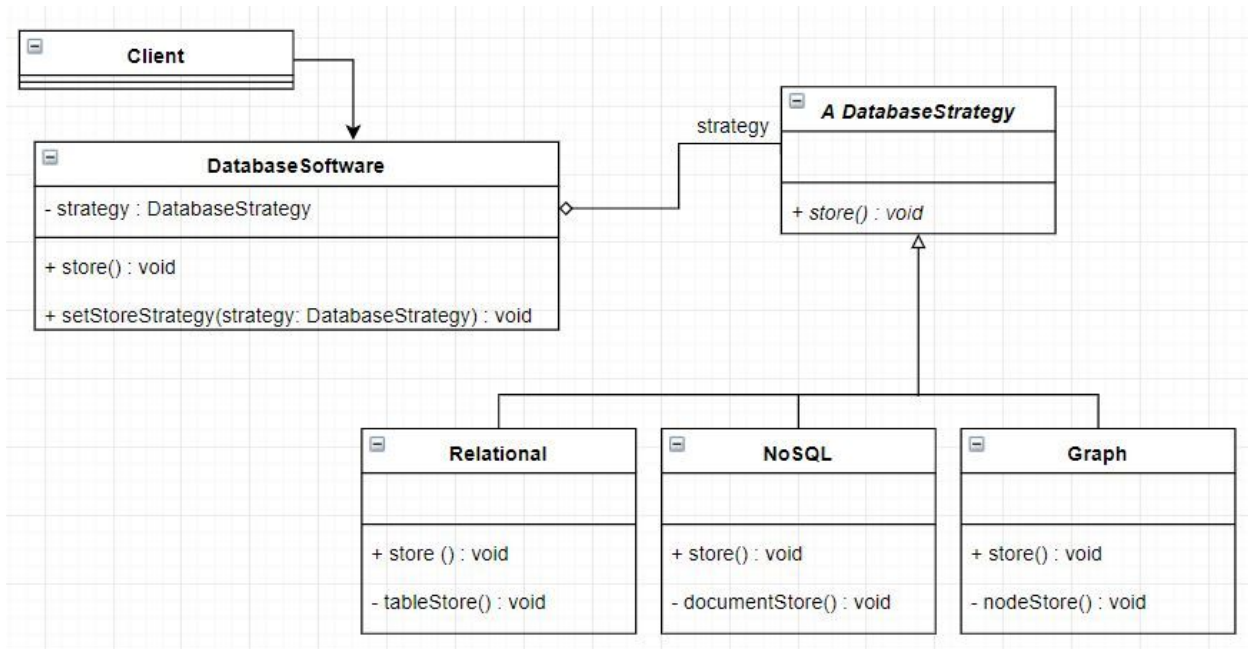 Client
DatabaseSoftware
- strategy : DatabaseStrategy
+ store() : void
+ setStoreStrategy(strategy: DatabaseStrategy) : void
strategy
A DatabaseStrategy
+ store() : void
Relational
+ store () : void
- tableStore() : void
NoSQL
+ store() : void
- documentStore() : void
Graph
+ store() : void
- nodeStore() : void